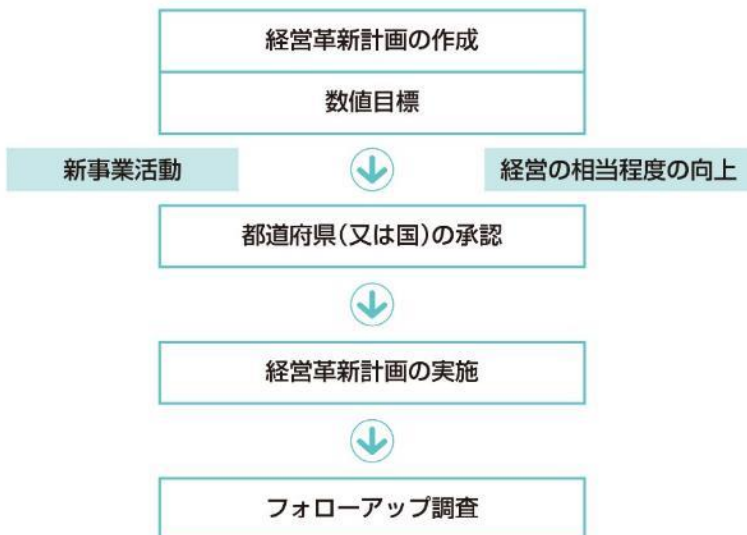 経営革新計画の作成
数値目標
新事業活動
経営の相当程度の向上
都道府県(又は国)の承認
経営革新計画の実施
フォローアップ調査